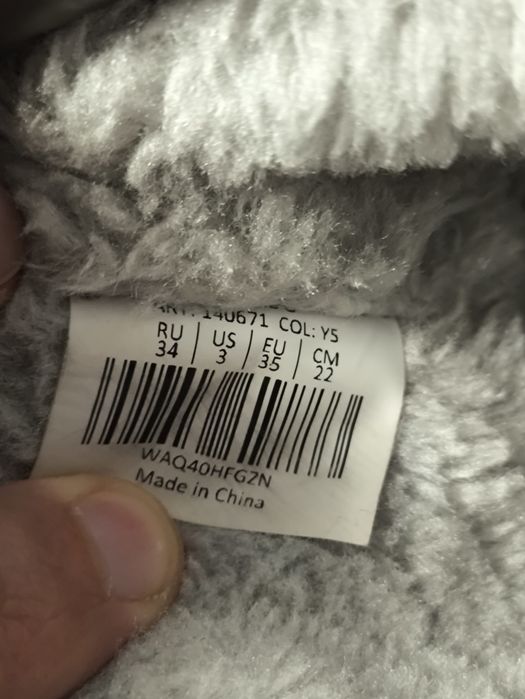 ART: 140671 COL: Y5
RU | US | EU | CM
34 | 3 | 35 | 22
WAQ40HFGZN
Made in China